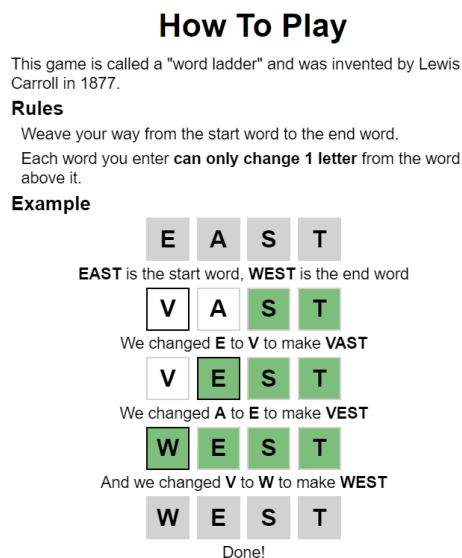 How To Play
This game is called a "word ladder" and was invented by Lewis
Carroll in 1877.
Rules
Weave your way from the start word to the end word.
Each word you enter can only change 1 letter from the word
above it.
Example
E A S T
EAST is the start word, WEST is the end word
V A S T
We changed E to V to make VAST
V E S T
We changed A to E to make VEST
W E S T
And we changed V to W to make WEST
W E S T
Done!